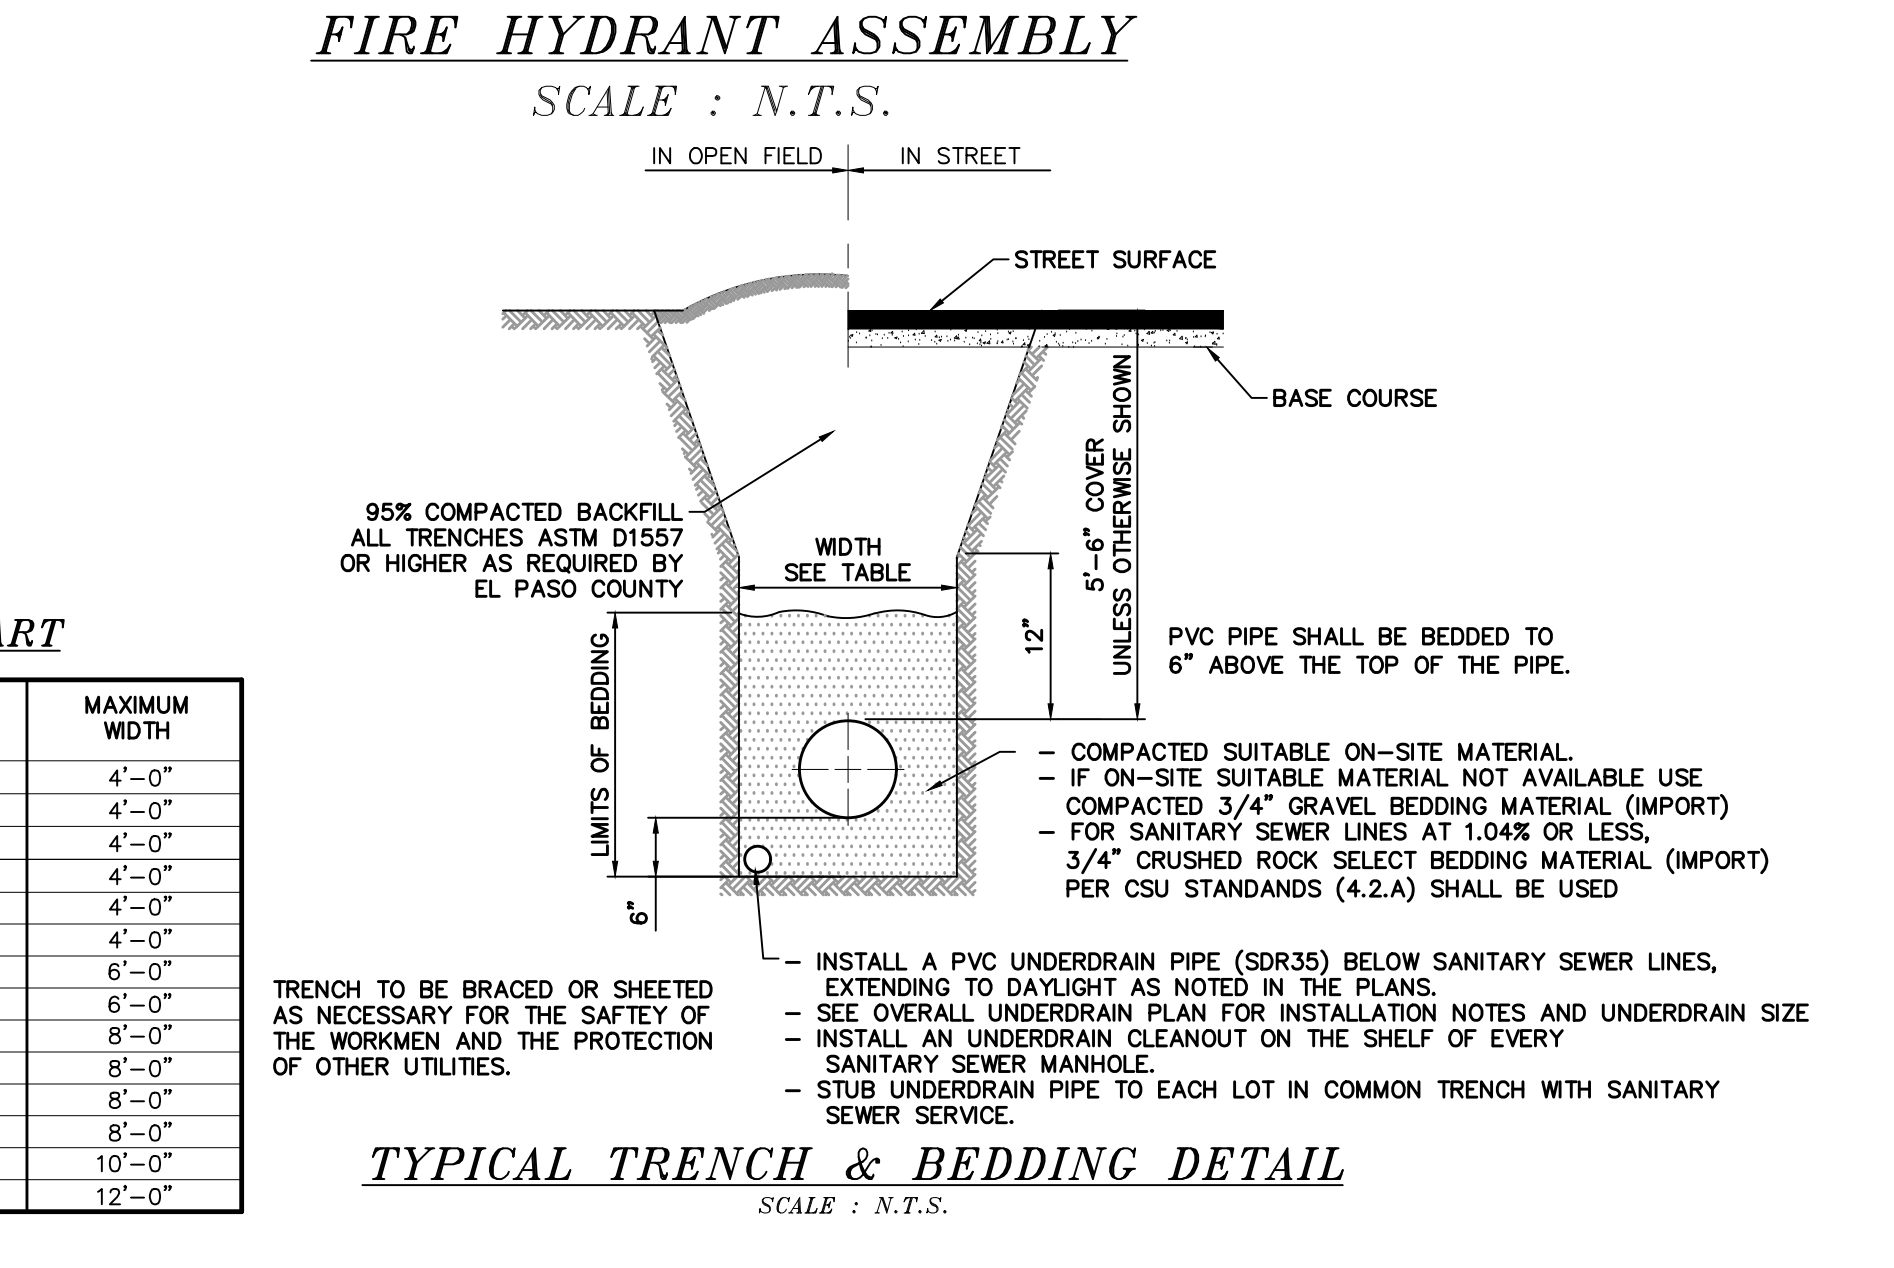 FIRE HYDRANT ASSEMBLY
SCALE : N.T.S.
IN OPEN FIELD
IN STREET
STREET SURFACE
BASE COURSE
5'-6" COVER
UNLESS OTHERWISE SHOWN
95% COMPACTED BACKFILL
ALL TRENCHES ASTM D1557
OR HIGHER AS REQUIRED BY
EL PASO COUNTY
WIDTH
SEE TABLE
LIMITS OF BEDDING
12"
6"
PVC PIPE SHALL BE BEDDED TO
6" ABOVE THE TOP OF THE PIPE.
- COMPACTED SUITABLE ON-SITE MATERIAL.
- IF ON-SITE SUITABLE MATERIAL NOT AVAILABLE USE
COMPACTED 3/4" GRAVEL BEDDING MATERIAL (IMPORT)
- FOR SANITARY SEWER LINES AT 1.04% OR LESS,
3/4" CRUSHED ROCK SELECT BEDDING MATERIAL (IMPORT)
PER CSU STANDANDS (4.2.A) SHALL BE USED
- INSTALL A PVC UNDERDRAIN PIPE (SDR35) BELOW SANITARY SEWER LINES,
EXTENDING TO DAYLIGHT AS NOTED IN THE PLANS.
- SEE OVERALL UNDERDRAIN PLAN FOR INSTALLATION NOTES AND UNDERDRAIN SIZE
- INSTALL AN UNDERDRAIN CLEANOUT ON THE SHELF OF EVERY
SANITARY SEWER MANHOLE.
- STUB UNDERDRAIN PIPE TO EACH LOT IN COMMON TRENCH WITH SANITARY
SEWER SERVICE.
TRENCH TO BE BRACED OR SHEETED
AS NECESSARY FOR THE SAFTEY OF
THE WORKMEN AND THE PROTECTION
OF OTHER UTILITIES.
ART
MAXIMUM
WIDTH
4'-0"
4'-0"
4'-0"
4'-0"
4'-0"
4'-0"
6'-0"
6'-0"
8'-0"
8'-0"
8'-0"
8'-0"
10'-0"
12'-0"
TYPICAL TRENCH & BEDDING DETAIL
SCALE : N.T.S.